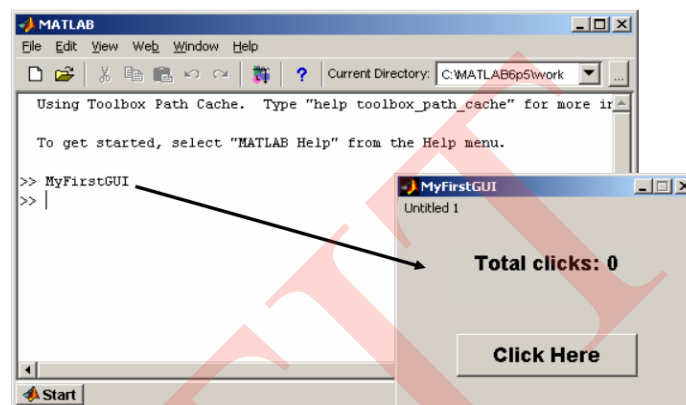 MATLAB
File Edit View Web Window Help
? Current Directory: C:\MATLAB6p5\work ...
Using Toolbox Path Cache. Type "help toolbox_path_cache" for more in
To get started, select "MATLAB Help" from the Help menu.
>> MyFirstGUI
>>
MyFirstGUI
Untitled 1
Total clicks: 0
Click Here
Start